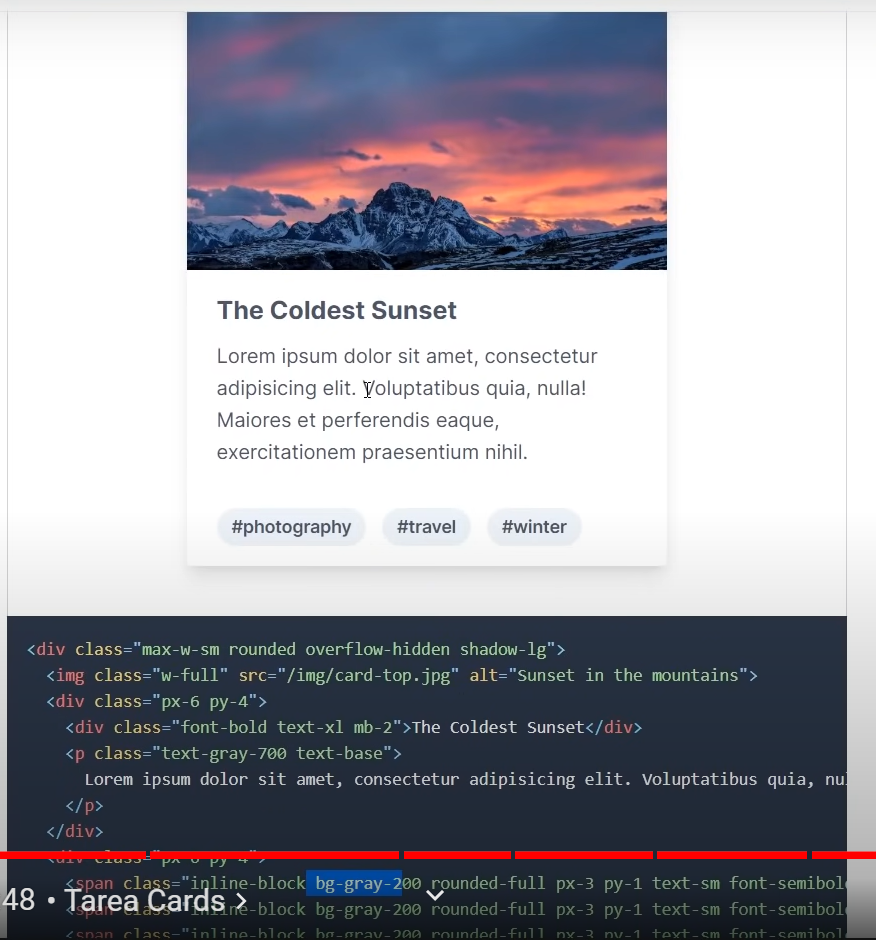 The Coldest Sunset
Lorem ipsum dolor sit amet, consectetur
adipisicing elit. Voluptatibus quia, nulla!
Maiores et perferendis eaque,
exercitationem praesentium nihil.
#photography #travel #winter
<div class="max-w-sm rounded overflow-hidden shadow-lg">
<img class="w-full" src="/img/card-top.jpg" alt="Sunset in the mountains">
<div class="px-6 py-4">
<div class="font-bold text-xl mb-2">The Coldest Sunset</div>
<p class="text-gray-700 text-base">
Lorem ipsum dolor sit amet, consectetur adipisicing elit. Voluptatibus quia,
</p>
</div>
<div class="px-6 py-4">
<span class="inline-block bg-gray-200 rounded-full px-3 py-1 text-sm
48 • Tarea Cards
<span class="inline-block bg-gray-200 rounded-full px-3 py-1 text-sm
<span class="inline-block bg-gray-200 rounded-full px-3 py-1 text-sm